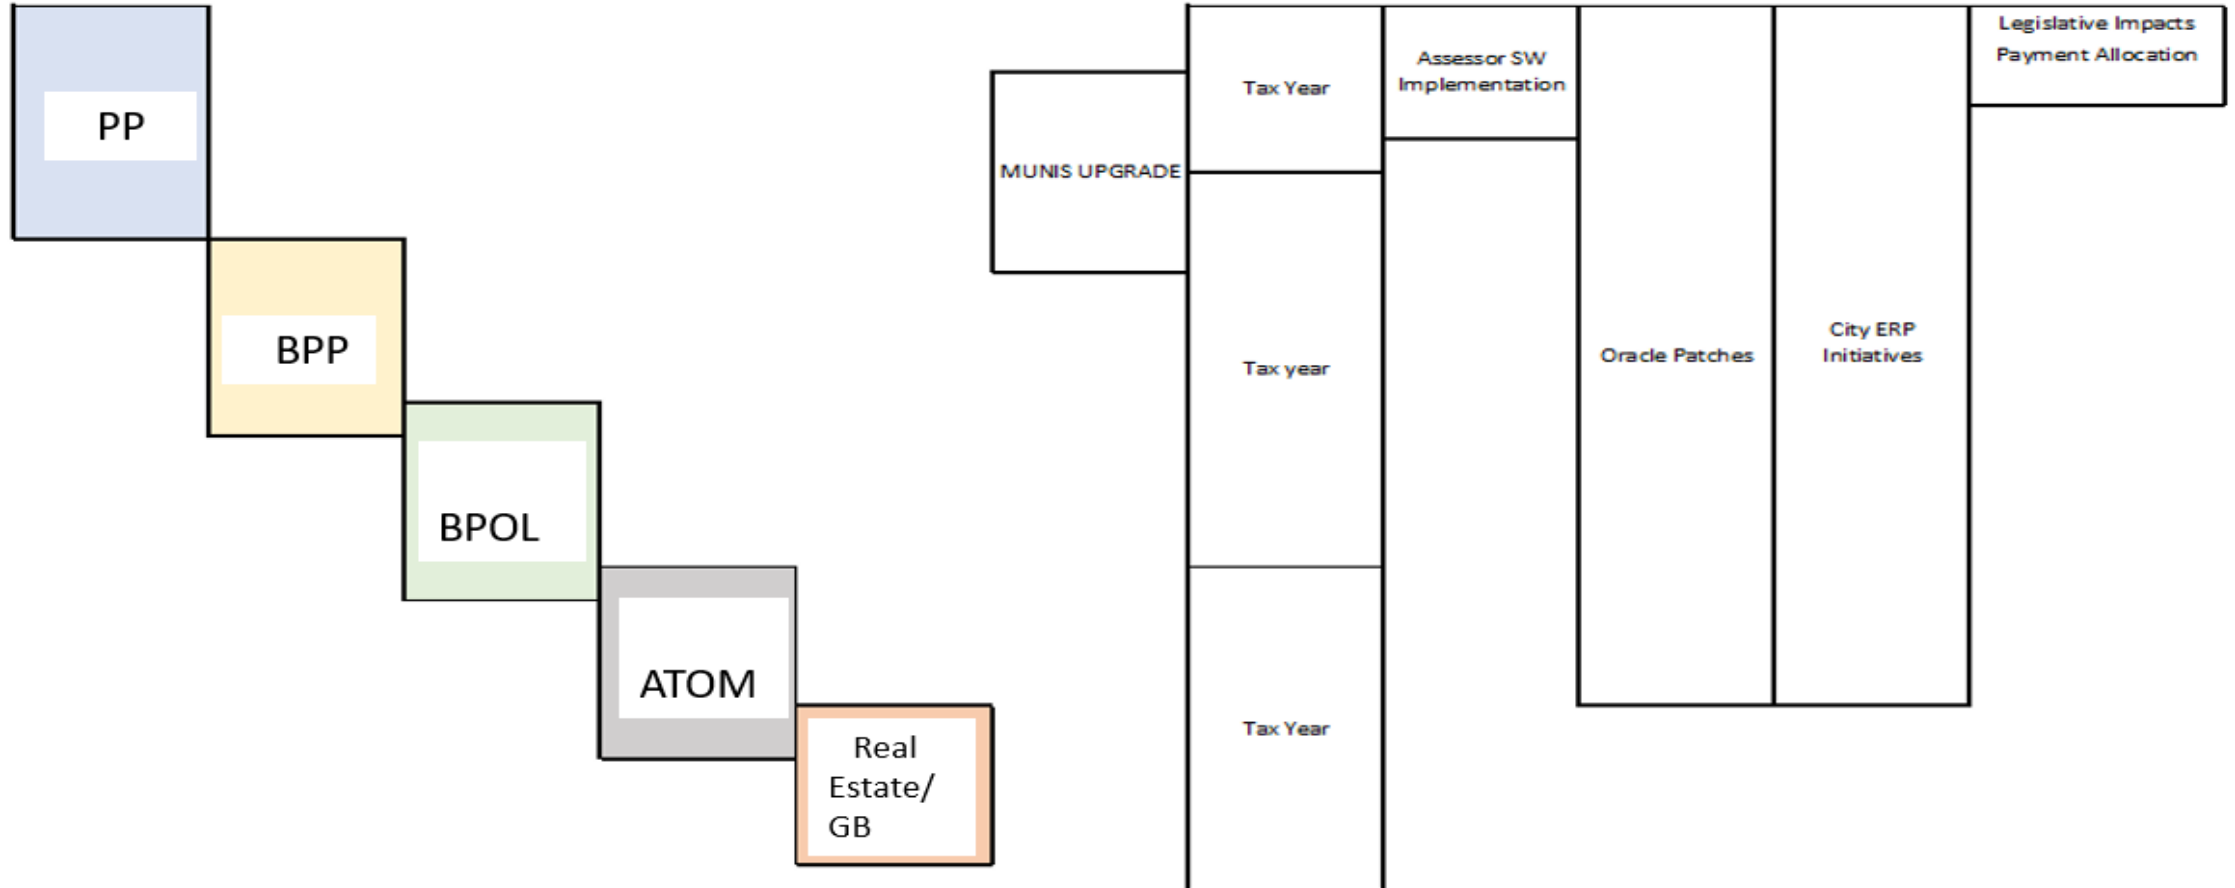 PP
BPP
BPOL
ATOM
Real
Estate/
GB
MUNIS UPGRADE
Tax Year
Tax year
Tax Year
Assessor SW
Implementation
Oracle Patches
City ERP
Initiatives
Legislative Impacts
Payment Allocation